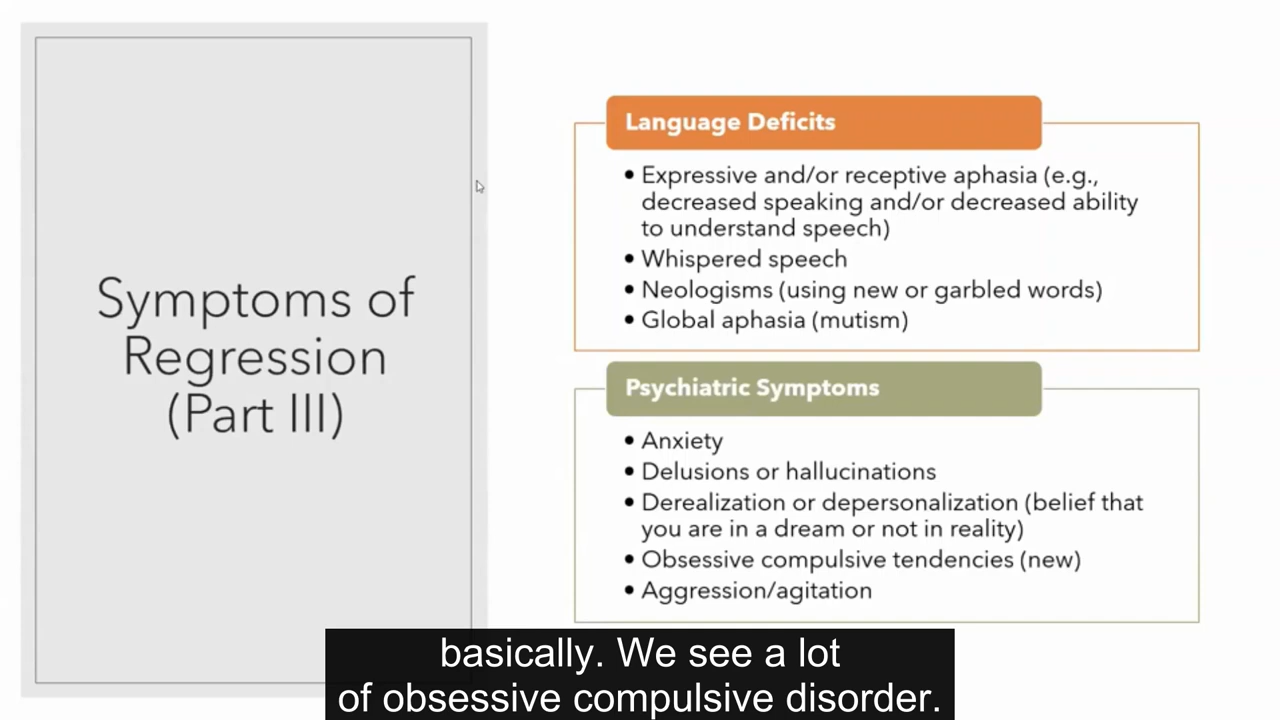 Symptoms of
Regression
(Part III)
Language Deficits
• Expressive and/or receptive aphasia (e.g.,
decreased speaking and/or decreased ability
to understand speech)
• Whispered speech
• Neologisms (using new or garbled words)
• Global aphasia (mutism)
Psychiatric Symptoms
• Anxiety
• Delusions or hallucinations
• Derealization or depersonalization (belief that
you are in a dream or not in reality)
• Obsessive compulsive tendencies (new)
• Aggression/agitation
basically. We see a lot
of obsessive compulsive disorder.